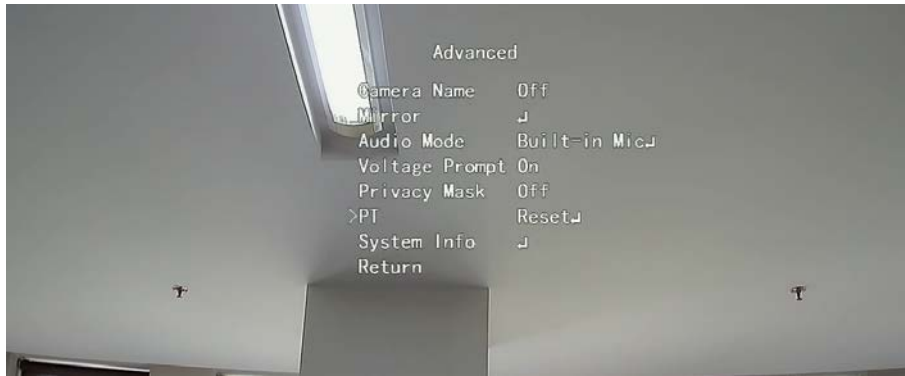 Advanced
Camera Name Off
Mirror ↲
Audio Mode Built-in Mic↲
Voltage Prompt On
Privacy Mask Off
>PT Reset↲
System Info ↲
Return